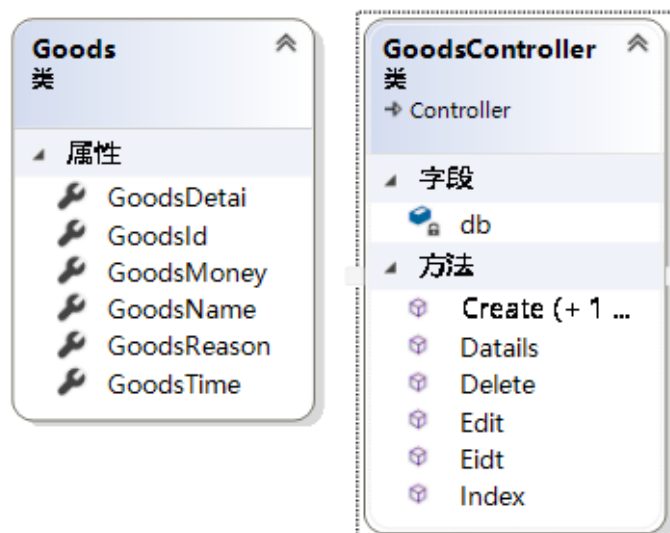 Goods
类
属性
GoodsDetai
GoodsId
GoodsMoney
GoodsName
GoodsReason
GoodsTime
GoodsController
类
Controller
字段
db
方法
Create (+ 1 ...
Datails
Delete
Edit
Eidt
Index